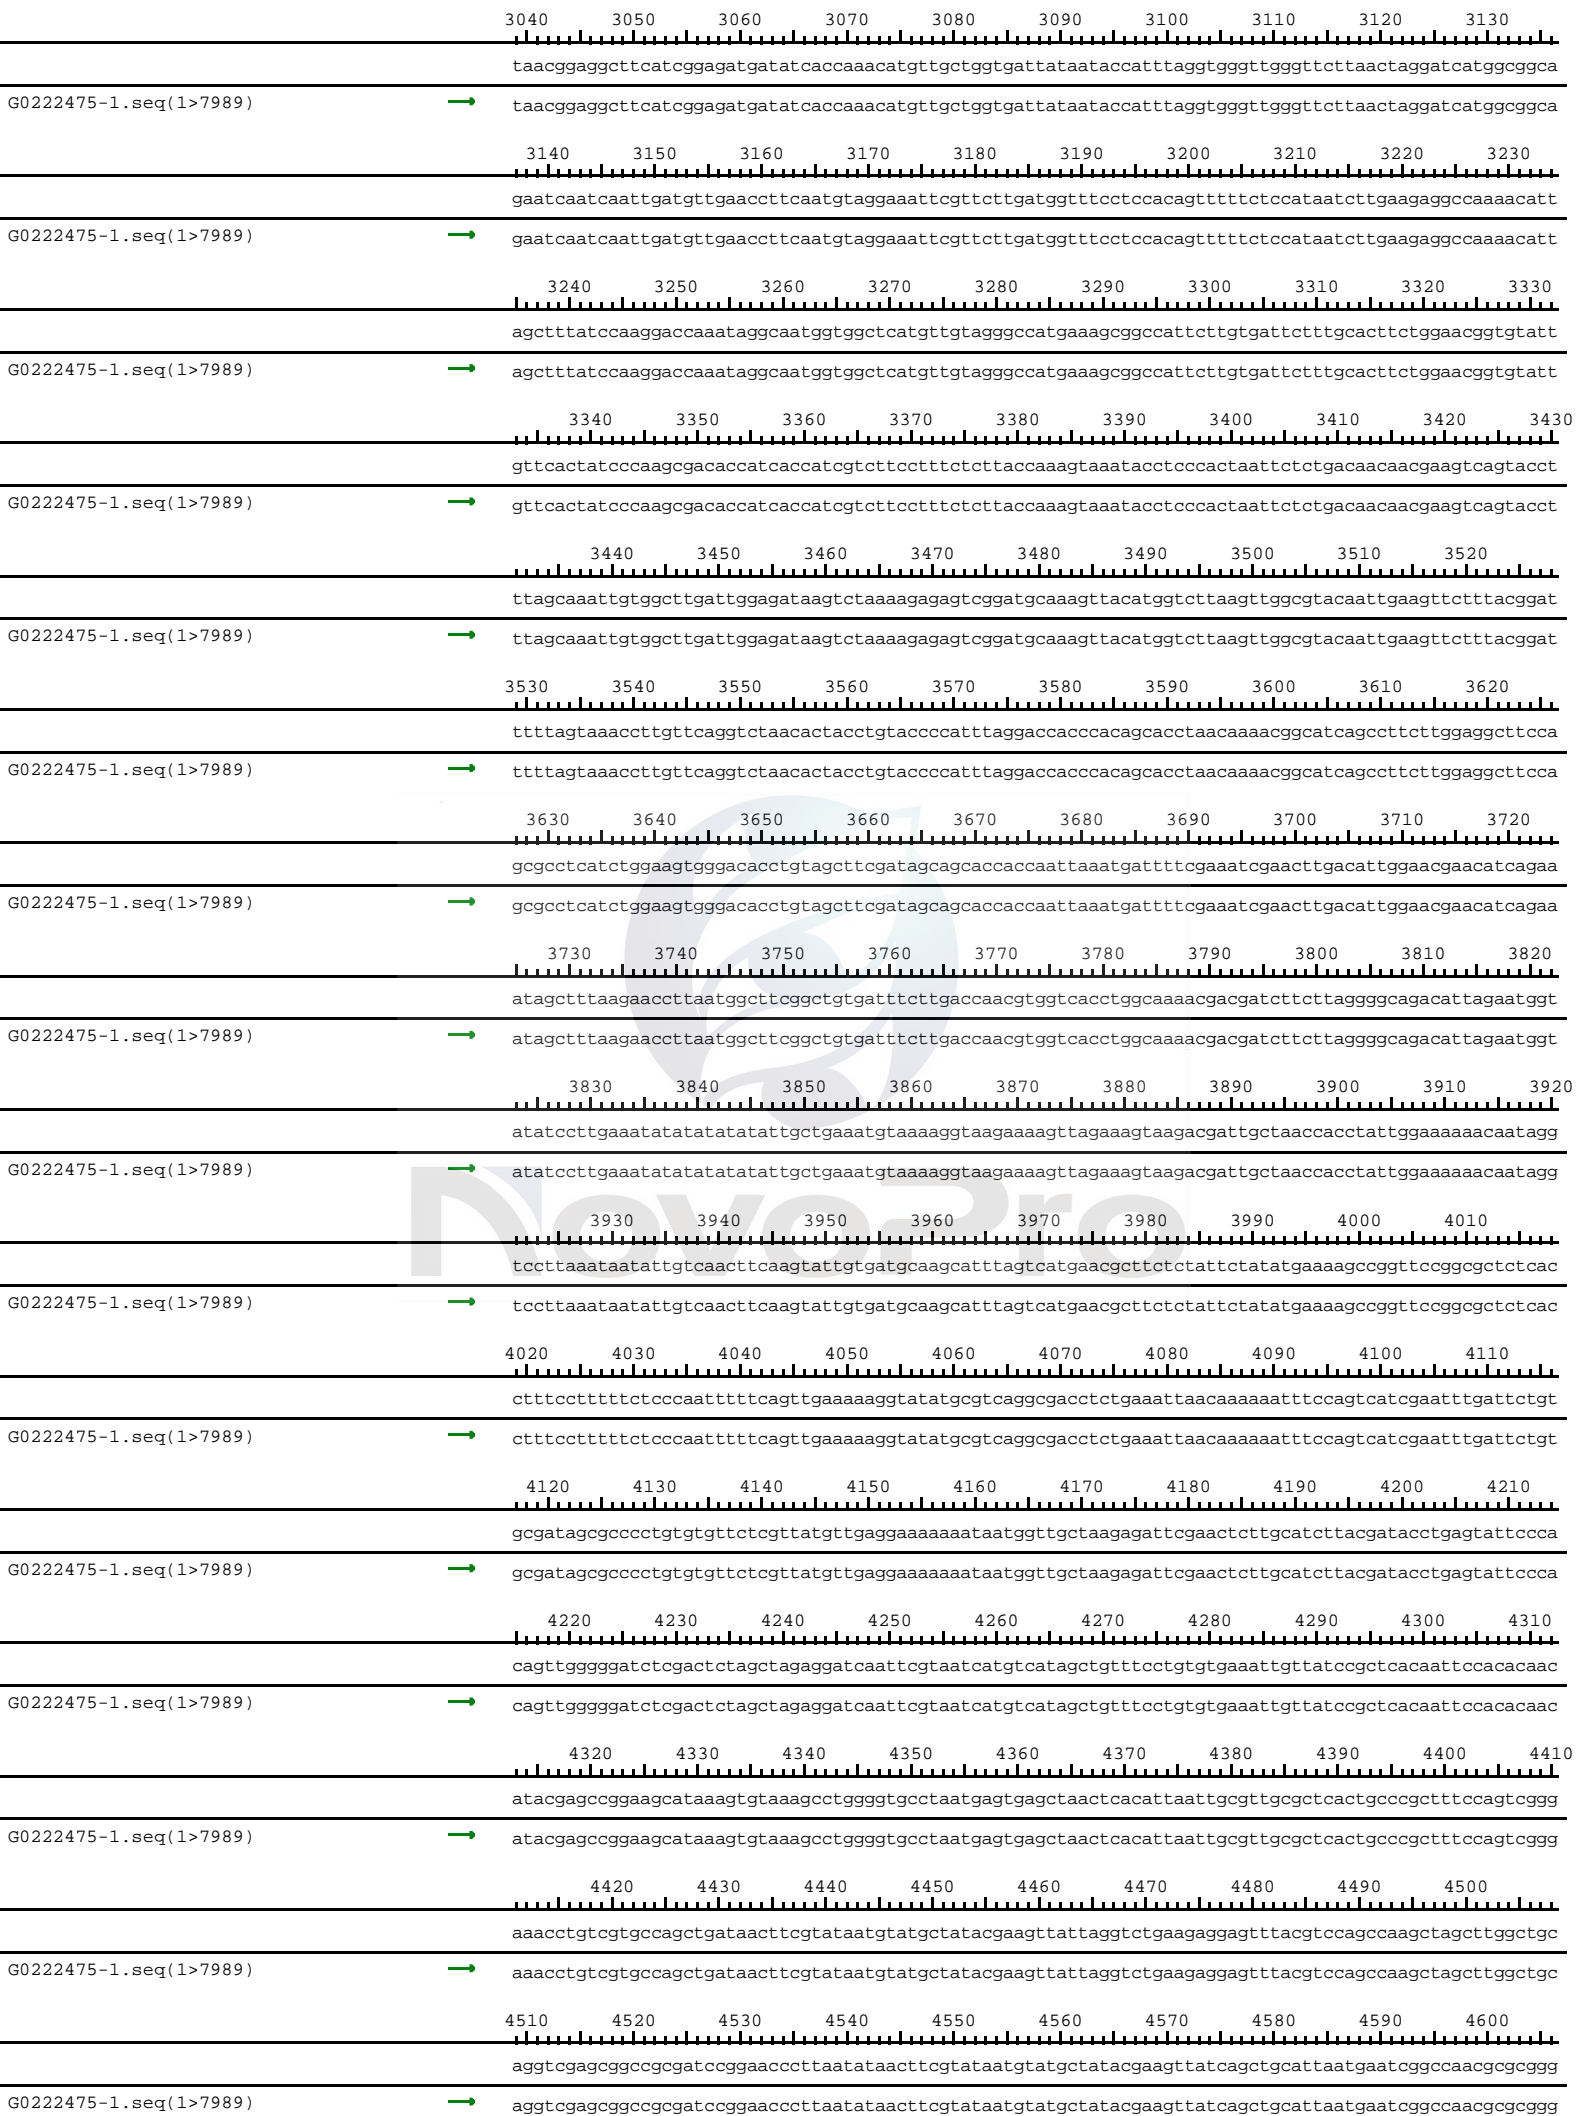 3040 3050 3060 3070 3080 3090 3100 3110 3120 3130
taacggaggcttcatcggagatgatatcaccaaacatgttgctggtgattataataccatttaggtgggttgggttcttaactaggatcatggcggca
G0222475-1.seq(1>7989) taacggaggcttcatcggagatgatatcaccaaacatgttgctggtgattataataccatttaggtgggttgggttcttaactaggatcatggcggca
3140 3150 3160 3170 3180 3190 3200 3210 3220 3230
gaatcaatcaattgatgttgaaccttcaatgtaggaaattcgttcttgatggtttcctccacagtttttctccataatcttgaagaggccaaaacatt
G0222475-1.seq(1>7989) gaatcaatcaattgatgttgaaccttcaatgtaggaaattcgttcttgatggtttcctccacagtttttctccataatcttgaagaggccaaaacatt
3240 3250 3260 3270 3280 3290 3300 3310 3320 3330
agctttatccaaggaccaaataggcaatggtggctcatgttgtagggccatgaaagcggccattcttgtgattctttgcacttctggaacggtgtatt
G0222475-1.seq(1>7989) agctttatccaaggaccaaataggcaatggtggctcatgttgtagggccatgaaagcggccattcttgtgattctttgcacttctggaacggtgtatt
3340 3350 3360 3370 3380 3390 3400 3410 3420 3430
gttcactatcccaagcgacaccatcaccatcgtcttcctttctcttaccaaagtaaatacctcccactaattctctgacaacaacgaagtcagtacct
G0222475-1.seq(1>7989) gttcactatcccaagcgacaccatcaccatcgtcttcctttctcttaccaaagtaaatacctcccactaattctctgacaacaacgaagtcagtacct
3440 3450 3460 3470 3480 3490 3500 3510 3520
ttagcaaattgtggcttgattggagataagtctaaaagagagtcggatgcaaagttacatggtcttaagttggcgtacaattgaagttctttacggat
G0222475-1.seq(1>7989) ttagcaaattgtggcttgattggagataagtctaaaagagagtcggatgcaaagttacatggtcttaagttggcgtacaattgaagttctttacggat
3530 3540 3550 3560 3570 3580 3590 3600 3610 3620
ttttagtaaaccttgttcaggtctaacactacctgtaccccatttaggaccacccacagcacctaacaaaacggcatcagccttcttggaggcttcca
G0222475-1.seq(1>7989) ttttagtaaaccttgttcaggtctaacactacctgtaccccatttaggaccacccacagcacctaacaaaacggcatcagccttcttggaggcttcca
3630 3640 3650 3660 3670 3680 3690 3700 3710 3720
gcgcctcatctggaagtgggacacctgtagcttcgatagcagcaccaccaattaaatgattttcgaaatcgaacttgacattggaacgaacatcagaa
G0222475-1.seq(1>7989) gcgcctcatctggaagtgggacacctgtagcttcgatagcagcaccaccaattaaatgattttcgaaatcgaacttgacattggaacgaacatcagaa
3730 3740 3750 3760 3770 3780 3790 3800 3810 3820
atagctttaagaaccttaatggcttcggctgtgatttcttgaccaacgtggtcacctggcaaaacgacgatcttcttaggggcagacattagaatggt
G0222475-1.seq(1>7989) atagctttaagaaccttaatggcttcggctgtgatttcttgaccaacgtggtcacctggcaaaacgacgatcttcttaggggcagacattagaatggt
3830 3840 3850 3860 3870 3880 3890 3900 3910 3920
atatccttgaaatatatatatatattgctgaaatgtaaaaggtaagaaaagttagaaagtaagacgattgctaaccacctattggaaaaaacaatagg
G0222475-1.seq(1>7989) atatccttgaaatatatatatatattgctgaaatgtaaaaggtaagaaaagttagaaagtaagacgattgctaaccacctattggaaaaaacaatagg
NovoPro
3930 3940 3950 3960 3970 3980 3990 4000 4010
tccttaaataatattgtcaacttcaagtattgtgatgcaagcatttagtcatgaacgcttctctattctatatgaaaagccggttccggcgctctcac
G0222475-1.seq(1>7989) tccttaaataatattgtcaacttcaagtattgtgatgcaagcatttagtcatgaacgcttctctattctatatgaaaagccggttccggcgctctcac
4020 4030 4040 4050 4060 4070 4080 4090 4100 4110
ctttcctttttctcccaatttttcagttgaaaaaggtatatgcgtcaggcgacctctgaaattaacaaaaaatttccagtcatcgaatttgattctgt
G0222475-1.seq(1>7989) ctttcctttttctcccaatttttcagttgaaaaaggtatatgcgtcaggcgacctctgaaattaacaaaaaatttccagtcatcgaatttgattctgt
4120 4130 4140 4150 4160 4170 4180 4190 4200 4210
gcgatagcgcccctgtgtgttctcgttatgttgaggaaaaaaataatggttgctaagagattcgaactcttgcatcttacgatacctgagtattccca
G0222475-1.seq(1>7989) gcgatagcgcccctgtgtgttctcgttatgttgaggaaaaaaataatggttgctaagagattcgaactcttgcatcttacgatacctgagtattccca
4220 4230 4240 4250 4260 4270 4280 4290 4300 4310
cagttgggggatctcgactctagctagaggatcaattcgtaatcatgtcatagctgtttcctgtgtgaaattgttatccgctcacaattccacacaac
G0222475-1.seq(1>7989) cagttgggggatctcgactctagctagaggatcaattcgtaatcatgtcatagctgtttcctgtgtgaaattgttatccgctcacaattccacacaac
4320 4330 4340 4350 4360 4370 4380 4390 4400 4410
atacgagccggaagcataaagtgtaaagcctggggtgcctaatgagtgagctaactcacattaattgcgttgcgctcactgcccgctttccagtcggg
G0222475-1.seq(1>7989) atacgagccggaagcataaagtgtaaagcctggggtgcctaatgagtgagctaactcacattaattgcgttgcgctcactgcccgctttccagtcggg
4420 4430 4440 4450 4460 4470 4480 4490 4500
aaacctgtcgtgccagctgataacttcgtataatgtatgctatacgaagttattaggtctgaagaggagtttacgtccagccaagctagcttggctgc
G0222475-1.seq(1>7989) aaacctgtcgtgccagctgataacttcgtataatgtatgctatacgaagttattaggtctgaagaggagtttacgtccagccaagctagcttggctgc
4510 4520 4530 4540 4550 4560 4570 4580 4590 4600
aggtcgagcggccgcgatccggaacccttaatataacttcgtataatgtatgctatacgaagttatcagctgcattaatgaatcggccaacgcgcggg
G0222475-1.seq(1>7989) aggtcgagcggccgcgatccggaacccttaatataacttcgtataatgtatgctatacgaagttatcagctgcattaatgaatcggccaacgcgcggg